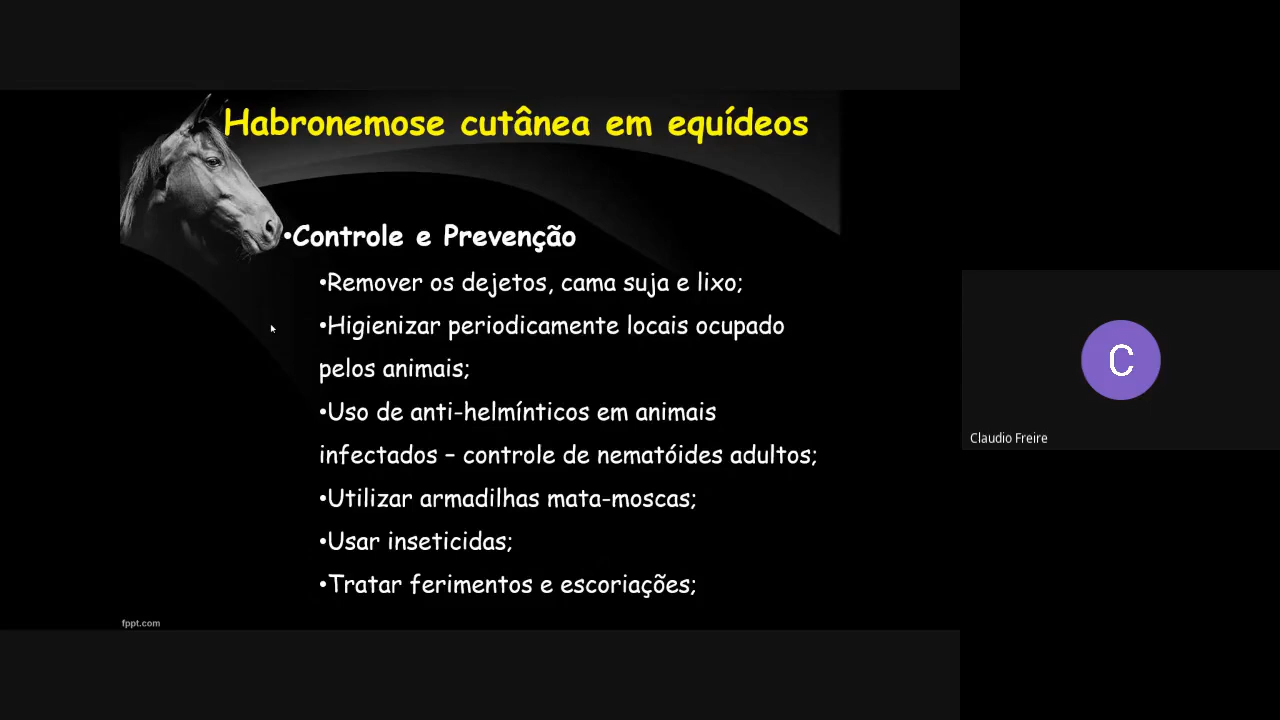 Habronemose cutânea em equídeos
•Controle e Prevenção
•Remover os dejetos, cama suja e lixo;
•Higienizar periodicamente locais ocupado
pelos animais;
•Uso de anti-helmínticos em animais
infectados – controle de nematóides adultos;
•Utilizar armadilhas mata-moscas;
•Usar inseticidas;
•Tratar ferimentos e escoriações;
fppt.com
C
Claudio Freire